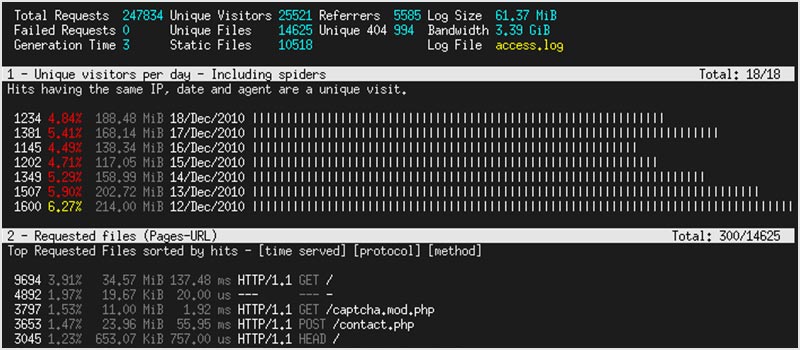 Total Requests 247834 Unique Visitors 25521 Referrers 5585 Log Size 61.37 MiB
Failed Requests 0 Unique Files 14625 Unique 404 994 Bandwidth 3.39 GiB
Generation Time 3 Static Files 10518 Log File access.log
1 - Unique visitors per day - Including spiders Total: 18/18
Hits having the same IP, date and agent are a unique visit.
1234 4.84% 188.48 MiB 18/Dec/2010
1381 5.41% 168.14 MiB 17/Dec/2010
1145 4.49% 138.34 MiB 16/Dec/2010
1202 4.71% 117.05 MiB 15/Dec/2010
1349 5.29% 158.99 MiB 14/Dec/2010
1507 5.90% 202.72 MiB 13/Dec/2010
1600 6.27% 214.00 MiB 12/Dec/2010
2 - Requested files (Pages-URL) Total: 300/14625
Top Requested Files sorted by hits - [time served] [protocol] [method]
9694 3.91% 34.57 MiB 137.48 ms HTTP/1.1 GET /
4892 1.97% 19.67 KiB 20.00 us --- --- -
3797 1.53% 11.00 MiB 1.92 ms HTTP/1.1 GET /captcha.mod.php
3653 1.47% 23.96 MiB 55.95 ms HTTP/1.1 POST /contact.php
3045 1.23% 653.07 KiB 757.00 us HTTP/1.1 HEAD /